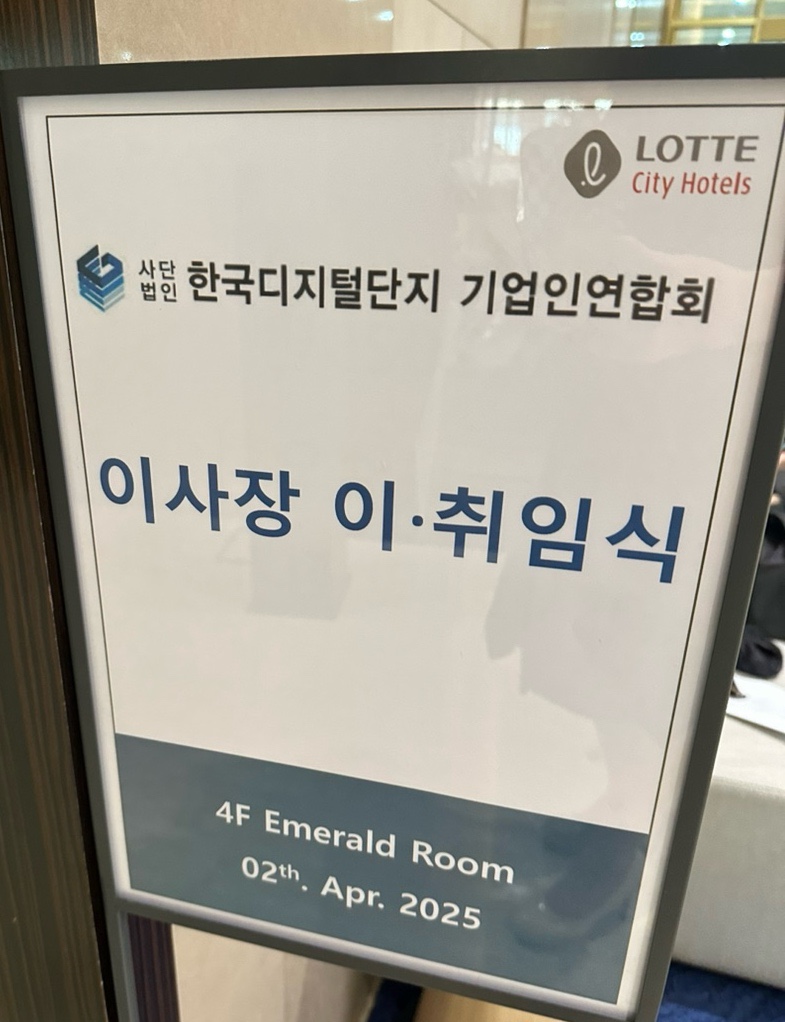 LOTTE
City Hotels
사단
법인
한국디지털단지 기업인연합회
이사장 이·취임식
4F Emerald Room
02th. Apr. 2025